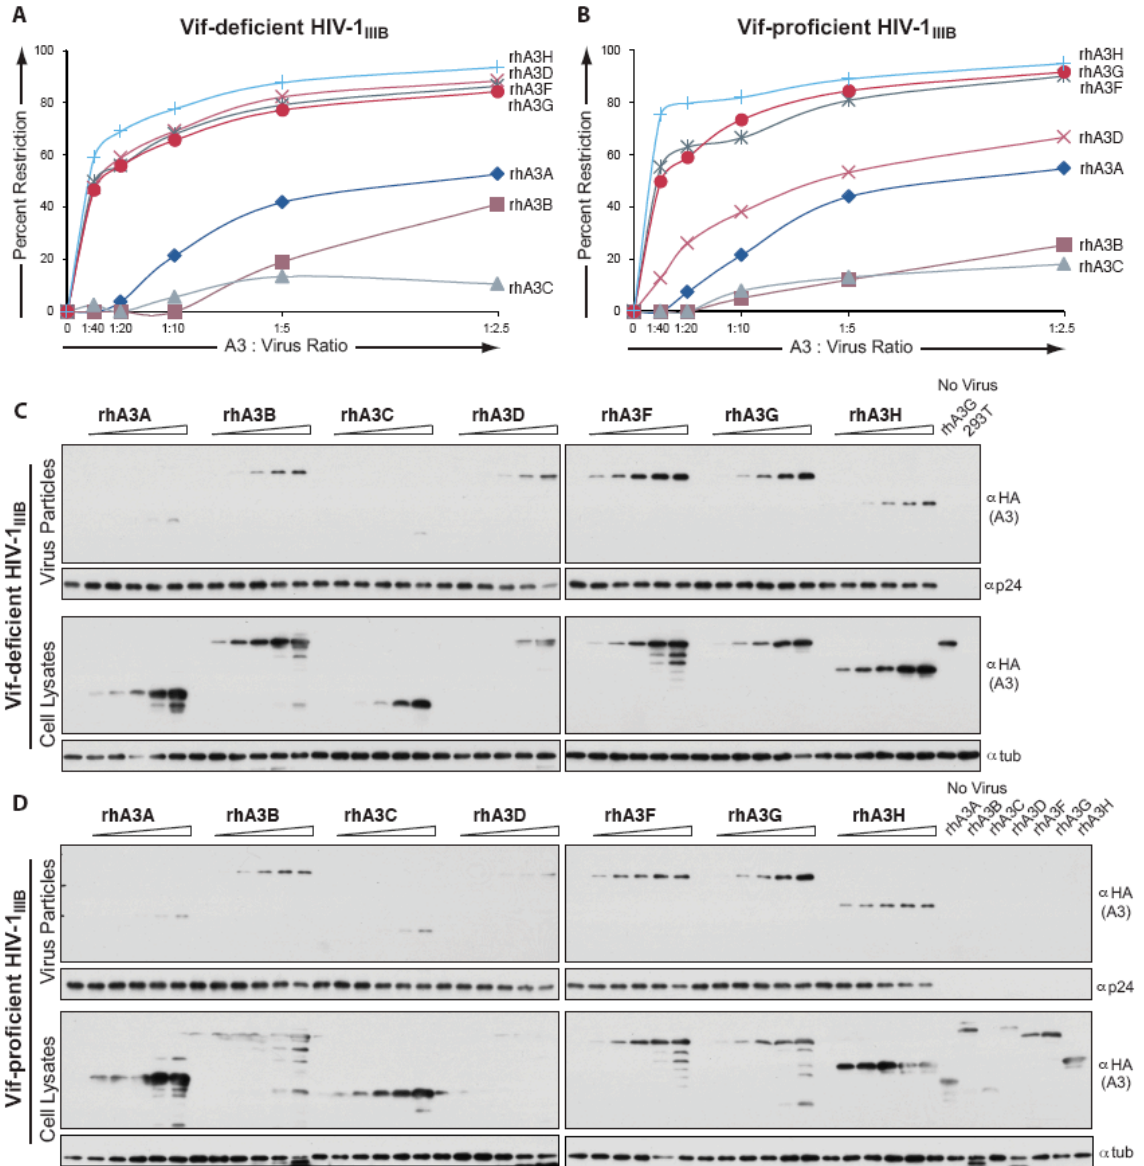 A
Vif-deficient HIV-1IIIB
Percent Restriction
100
80
60
40
20
0
0 1:40 1:20 1:10 1:5 1:2.5
A3 : Virus Ratio
rhA3H
rhA3D
rhA3F
rhA3G
rhA3A
rhA3B
rhA3C
B
Vif-proficient HIV-1IIIB
Percent Restriction
100
80
60
40
20
0
0 1:40 1:20 1:10 1:5 1:2.5
A3 : Virus Ratio
rhA3H
rhA3G
rhA3F
rhA3D
rhA3A
rhA3B
rhA3C
C
rhA3A rhA3B rhA3C rhA3D rhA3F rhA3G rhA3H
No Virus
rhA3G
293T
Vif-deficient HIV-1IIIB
Virus Particles
αHA
(A3)
αp24
Cell Lysates
αHA
(A3)
αtub
D
rhA3A rhA3B rhA3C rhA3D rhA3F rhA3G rhA3H
No Virus
rhA3A
rhA3B
rhA3C
rhA3D
rhA3F
rhA3G
rhA3H
Vif-proficient HIV-1IIIB
Virus Particles
αHA
(A3)
αp24
Cell Lysates
αHA
(A3)
αtub